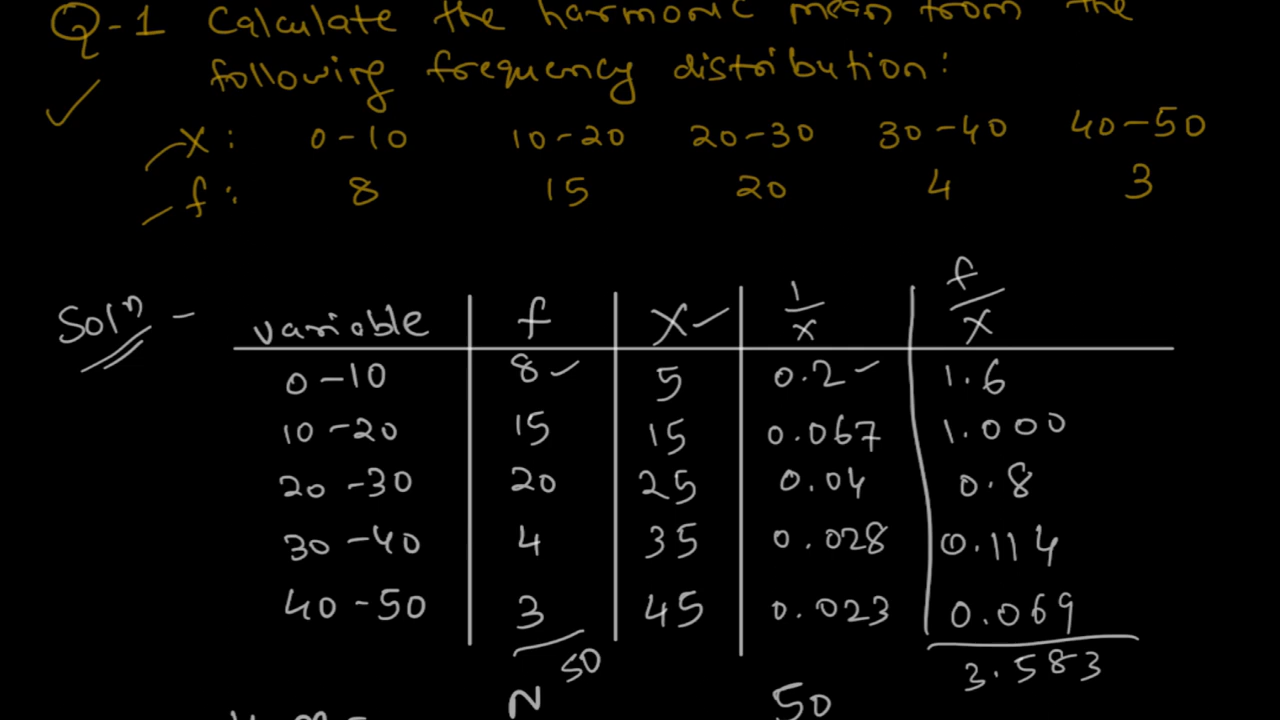 Q-1 Calculate the harmonic mean from the
following frequency distribution:
X: 0-10 10-20 20-30 30-40 40-50
f: 8 15 20 4 3
Soln - variable f X 1/x f/x
0-10 8 5 0.2 1.6
10-20 15 15 0.067 1.000
20-30 20 25 0.04 0.8
30-40 4 35 0.028 0.114
40-50 3 45 0.023 0.069
50 3.583
N 50